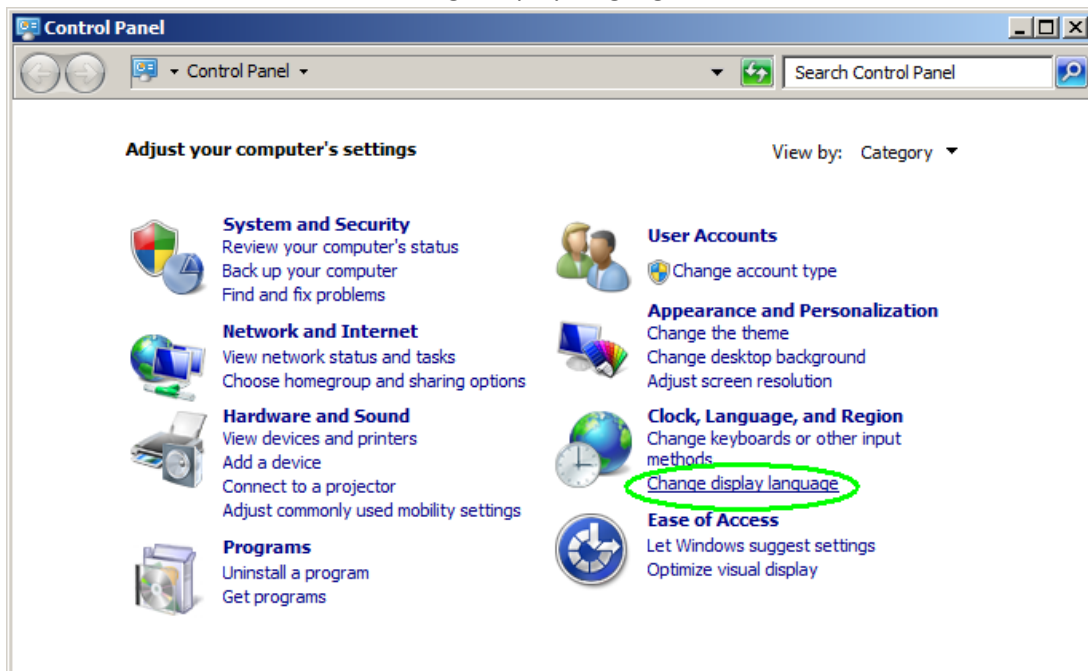 Control Panel
Control Panel
Search Control Panel
Adjust your computer's settings
View by: Category
System and Security
Review your computer's status
Back up your computer
Find and fix problems
Network and Internet
View network status and tasks
Choose homegroup and sharing options
Hardware and Sound
View devices and printers
Add a device
Connect to a projector
Adjust commonly used mobility settings
Programs
Uninstall a program
Get programs
User Accounts
Change account type
Appearance and Personalization
Change the theme
Change desktop background
Adjust screen resolution
Clock, Language, and Region
Change keyboards or other input
methods
Change display language
Ease of Access
Let Windows suggest settings
Optimize visual display